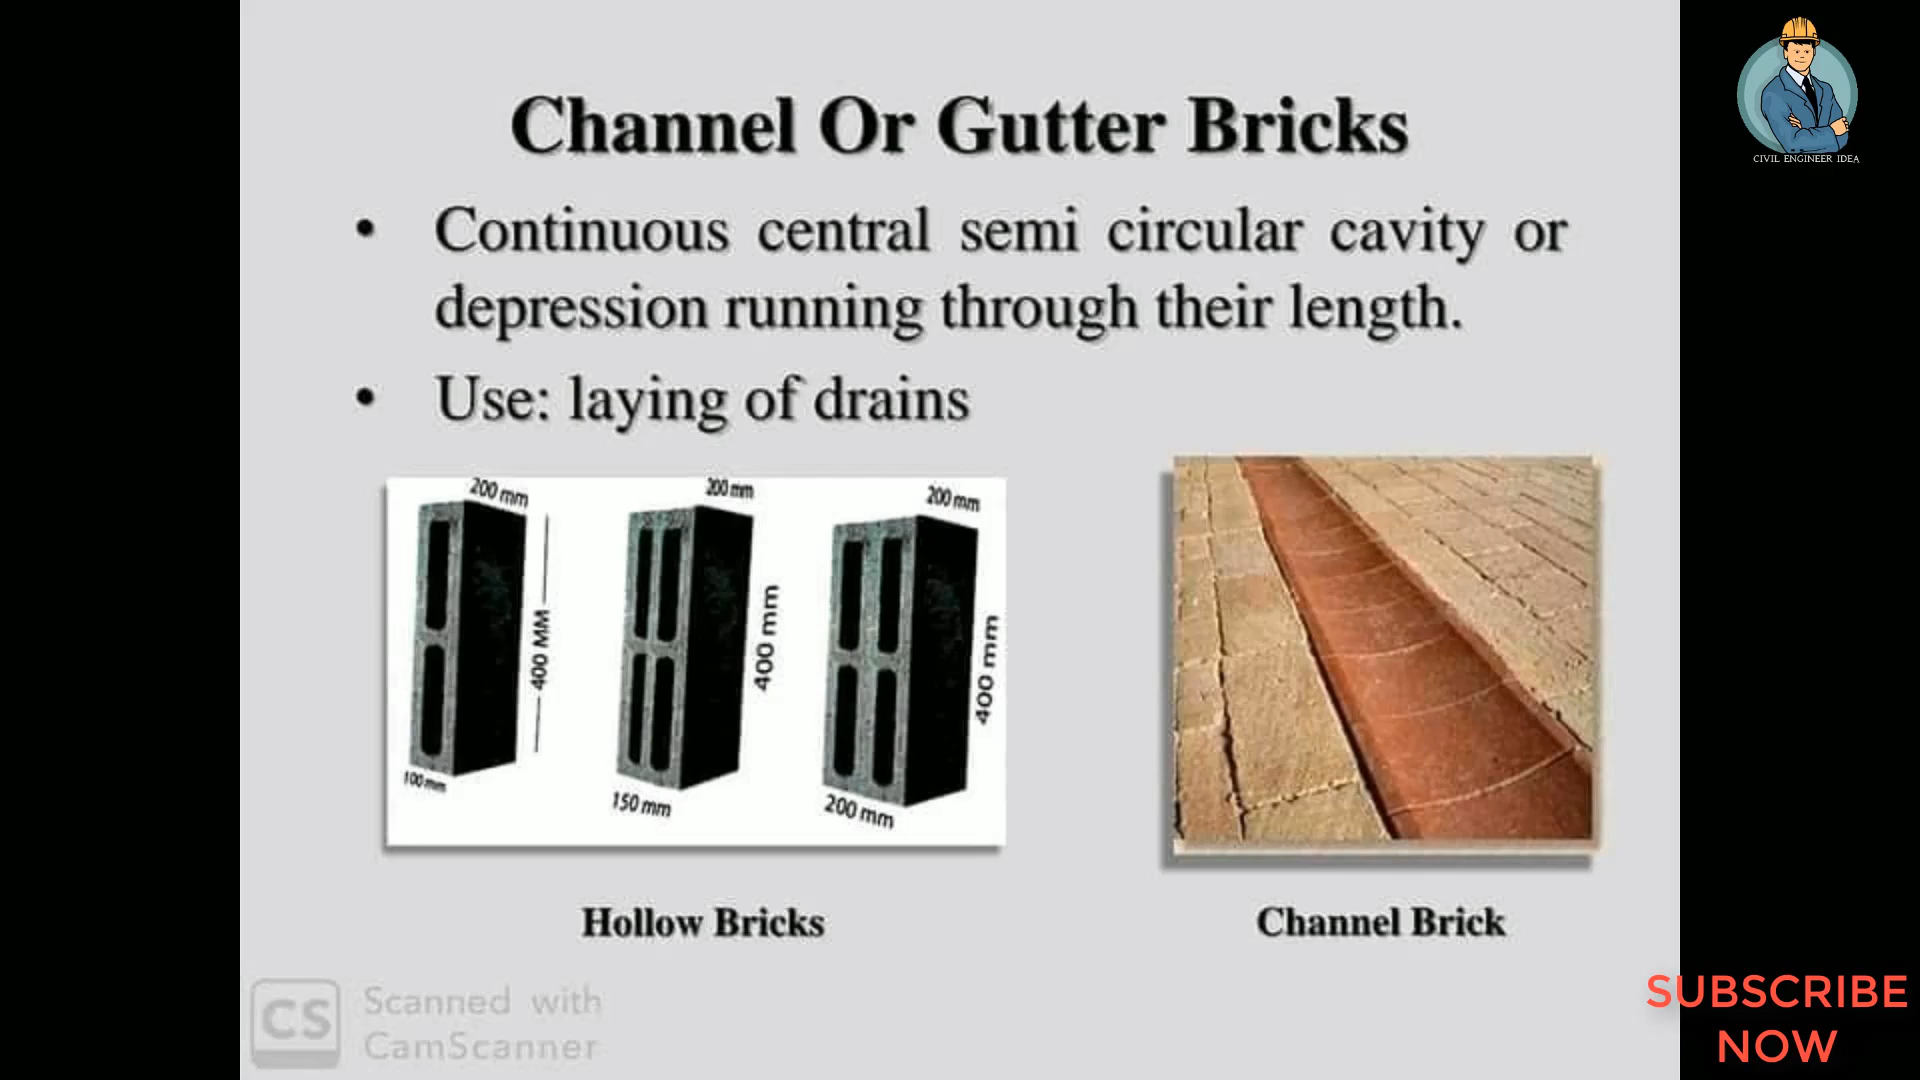 CIVIL ENGINEER IDEA
Channel Or Gutter Bricks
• Continuous central semi circular cavity or
depression running through their length.
• Use: laying of drains
200 mm
400 MM
100 mm
200 mm
400 mm
150 mm
200 mm
400 mm
200 mm
Hollow Bricks
Channel Brick
CS
Scanned with
CamScanner
SUBSCRIBE
NOW